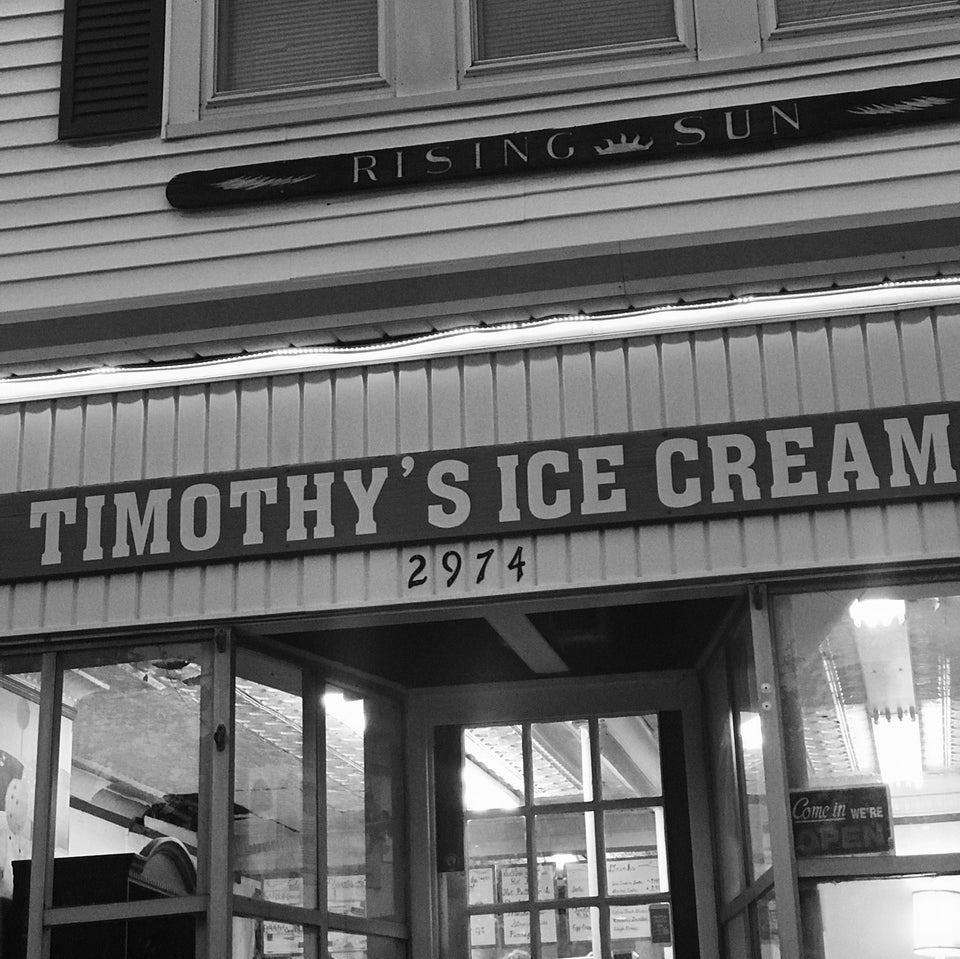 RISING SUN
TIMOTHY'S ICE CREAM
2974
Come in WE'RE
OPEN